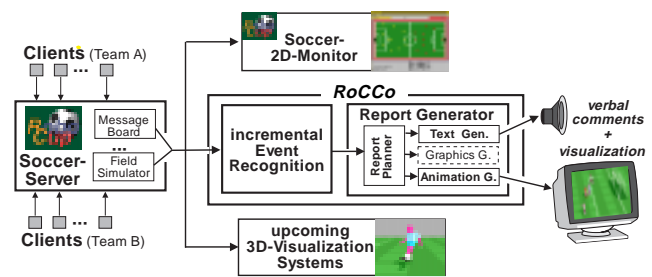 Clients (Team A)
...
Soccer-
Server
Message
Board
...
Field
Simulator
...
Clients (Team B)
Soccer-
2D-Monitor
RoCCo
incremental
Event
Recognition
Report Generator
Report
Planner
Text Gen.
Graphics G.
Animation G.
verbal
comments
+
visualization
upcoming
3D-Visualization
Systems